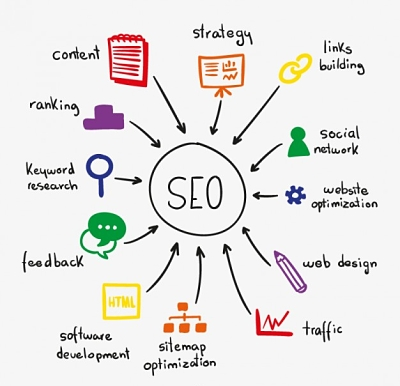 strategy
content
links
building
ranking
social
network
Keyword
research
SEO
website
optimization
feedback
web design
HTML
software
development
sitemap
optimization
traffic